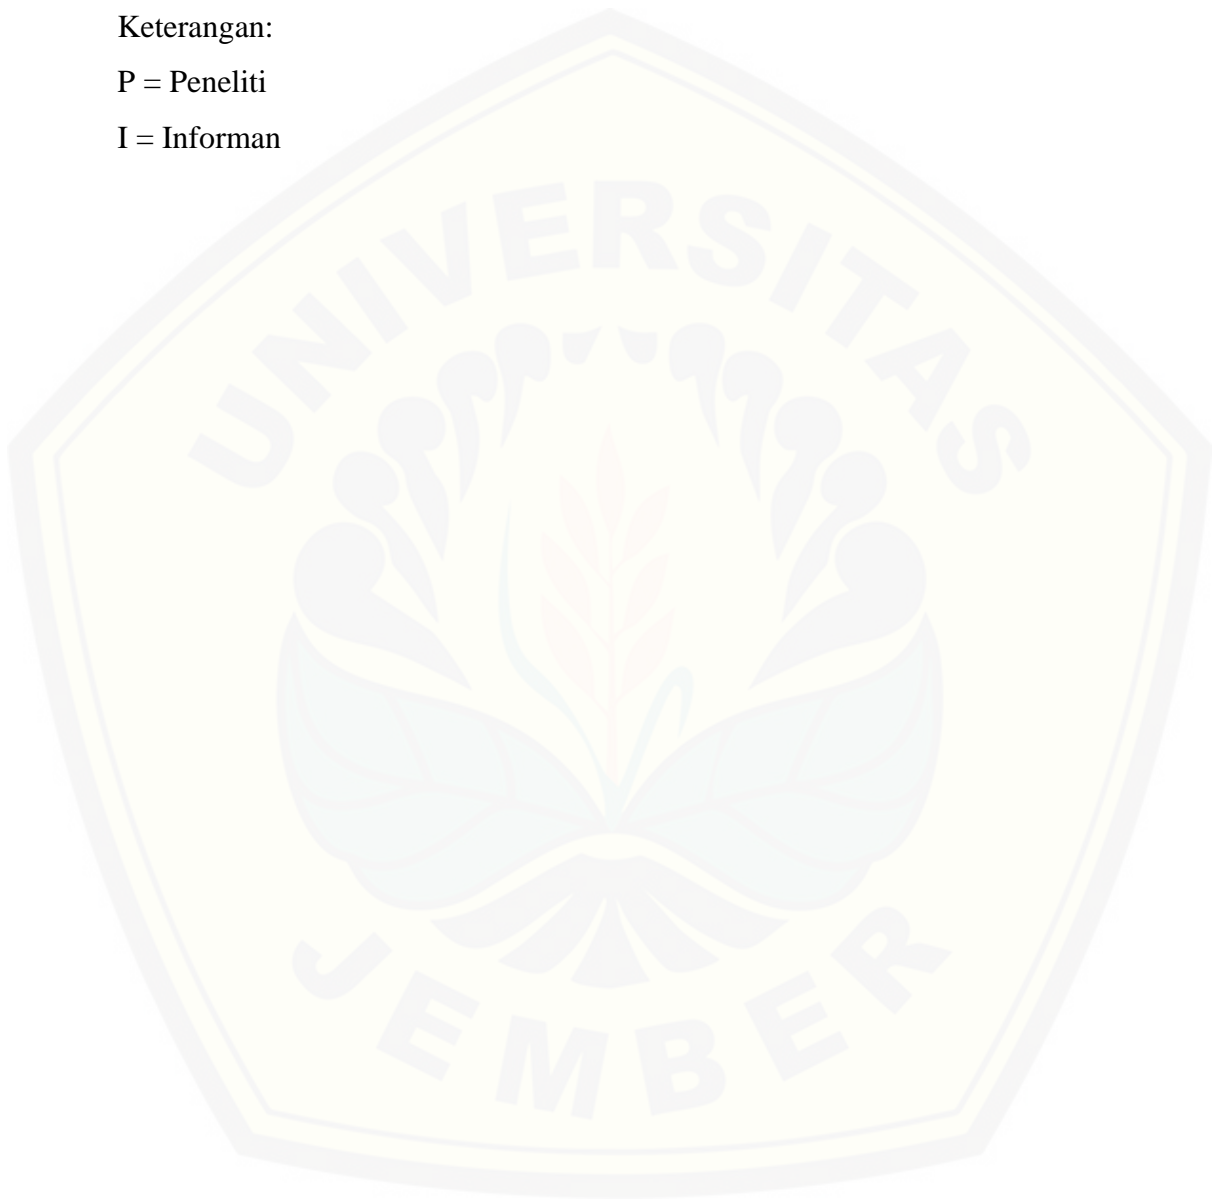 Keterangan:
P = Peneliti
I = Informan
UNIVERSITAS
JEMBER